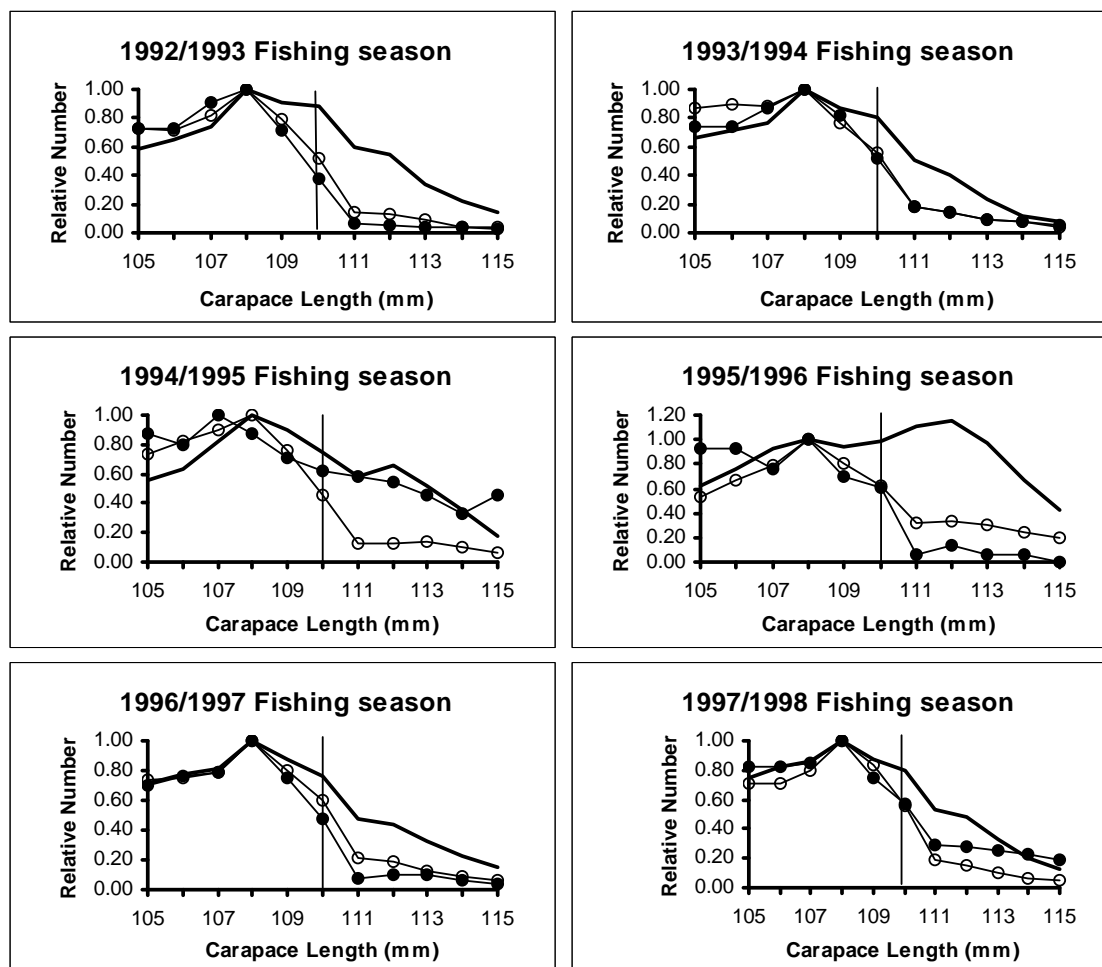 1992/1993 Fishing season
1.00
0.80
0.60
0.40
0.20
0.00
Relative Number
105 107 109 111 113 115
Carapace Length (mm)
1993/1994 Fishing season
1.00
0.80
0.60
0.40
0.20
0.00
Relative Number
105 107 109 111 113 115
Carapace Length (mm)
1994/1995 Fishing season
1.00
0.80
0.60
0.40
0.20
0.00
Relative Number
105 107 109 111 113 115
Carapace Length (mm)
1995/1996 Fishing season
1.20
1.00
0.80
0.60
0.40
0.20
0.00
Relative Number
105 107 109 111 113 115
Carapace Length (mm)
1996/1997 Fishing season
1.00
0.80
0.60
0.40
0.20
0.00
Relative Number
105 107 109 111 113 115
Carapace Length (mm)
1997/1998 Fishing season
1.00
0.80
0.60
0.40
0.20
0.00
Relative Number
105 107 109 111 113 115
Carapace Length (mm)